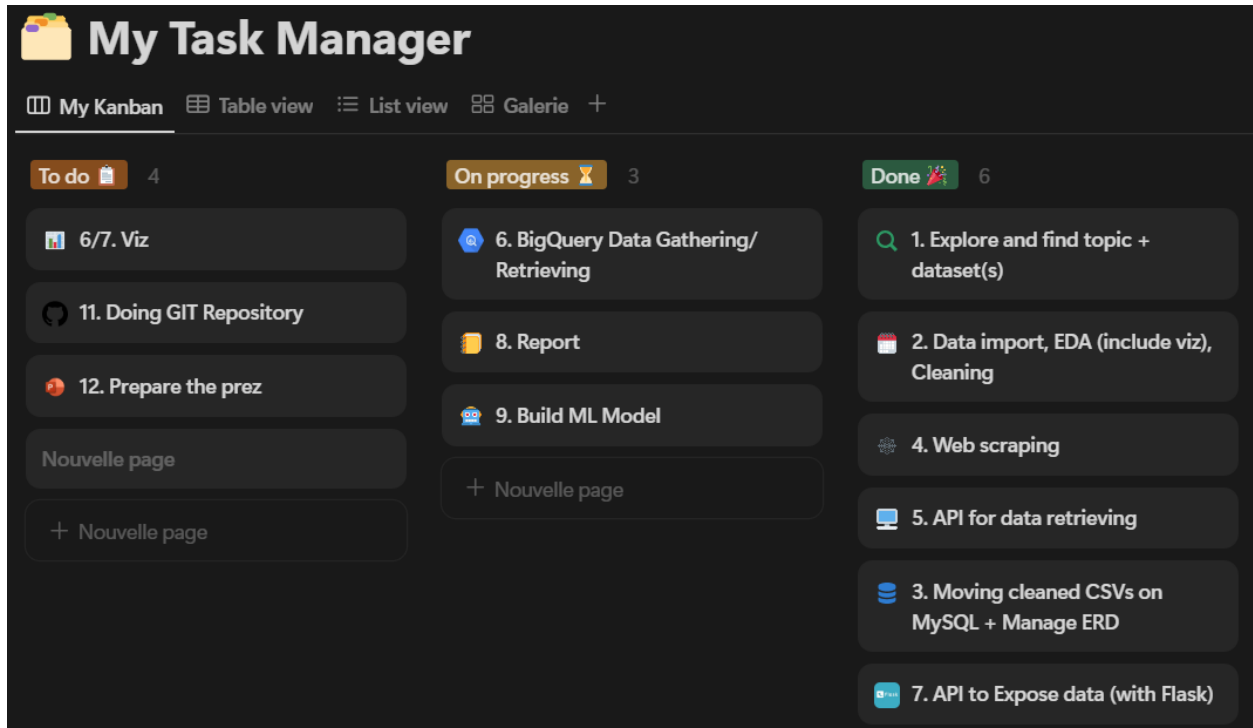 My Task Manager
My Kanban
Table view
List view
Galerie
To do 4
6/7. Viz
11. Doing GIT Repository
12. Prepare the prez
Nouvelle page
+ Nouvelle page
On progress 3
6. BigQuery Data Gathering/
Retrieving
8. Report
9. Build ML Model
+ Nouvelle page
Done 6
1. Explore and find topic +
dataset(s)
2. Data import, EDA (include viz),
Cleaning
4. Web scraping
5. API for data retrieving
3. Moving cleaned CSVs on
MySQL + Manage ERD
7. API to Expose data (with Flask)